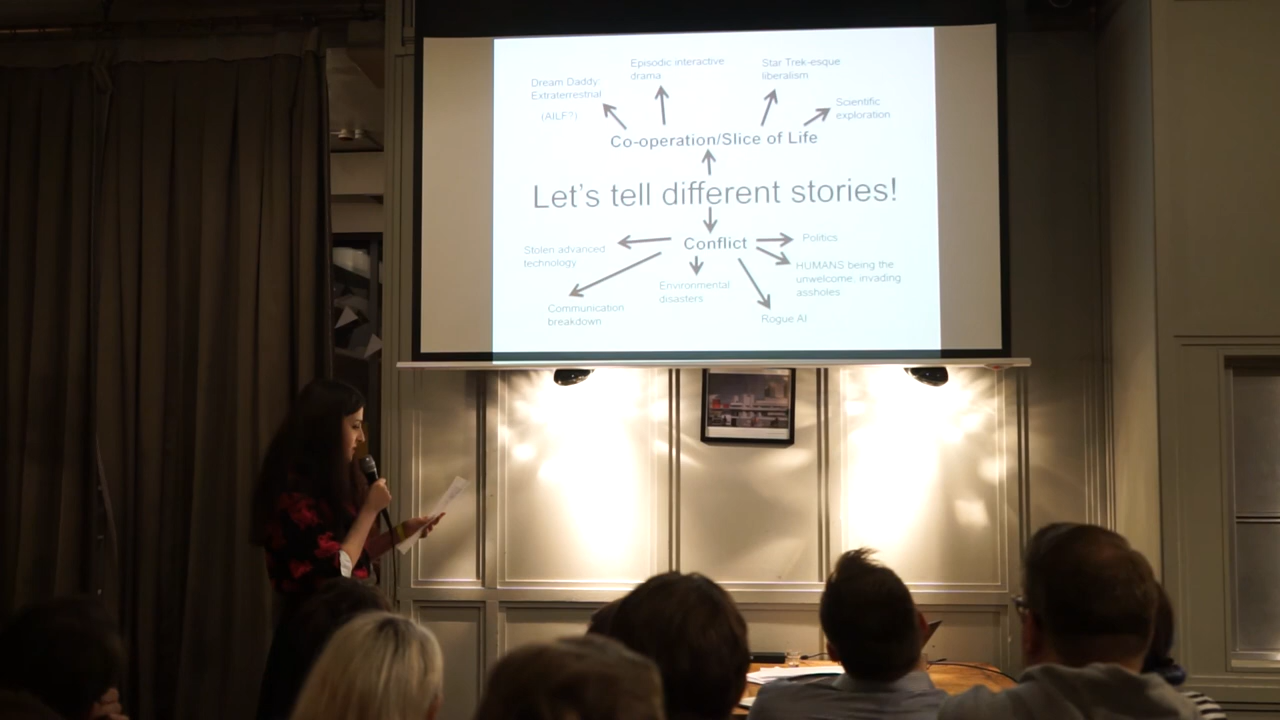 Episodic interactive
drama
Star Trek-esque
liberalism
Dream Daddy:
Extraterrestrial
(AILF?)
Scientific
exploration
Co-operation/Slice of Life
Let's tell different stories!
Conflict
Politics
Stolen advanced
technology
HUMANS being the
unwelcome, invading
assholes
Environmental
disasters
Communication
breakdown
Rogue AI